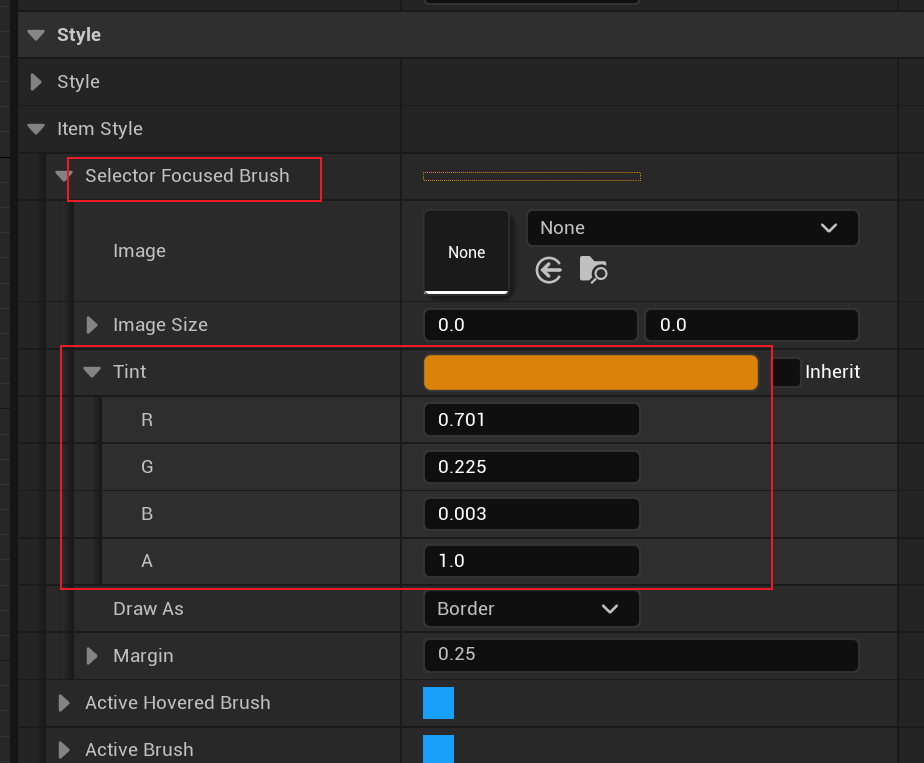 Style
Style
Item Style
Selector Focused Brush
Image
None
None
Image Size
0.0
0.0
Tint
Inherit
R
0.701
G
0.225
B
0.003
A
1.0
Draw As
Border
Margin
0.25
Active Hovered Brush
Active Brush